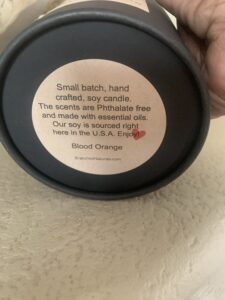 Small batch, hand
crafted, soy candle.
The scents are Phthalate free
and made with essential oils.
Our soy is sourced right
here in the U.S.A. Enjoy!
Blood Orange